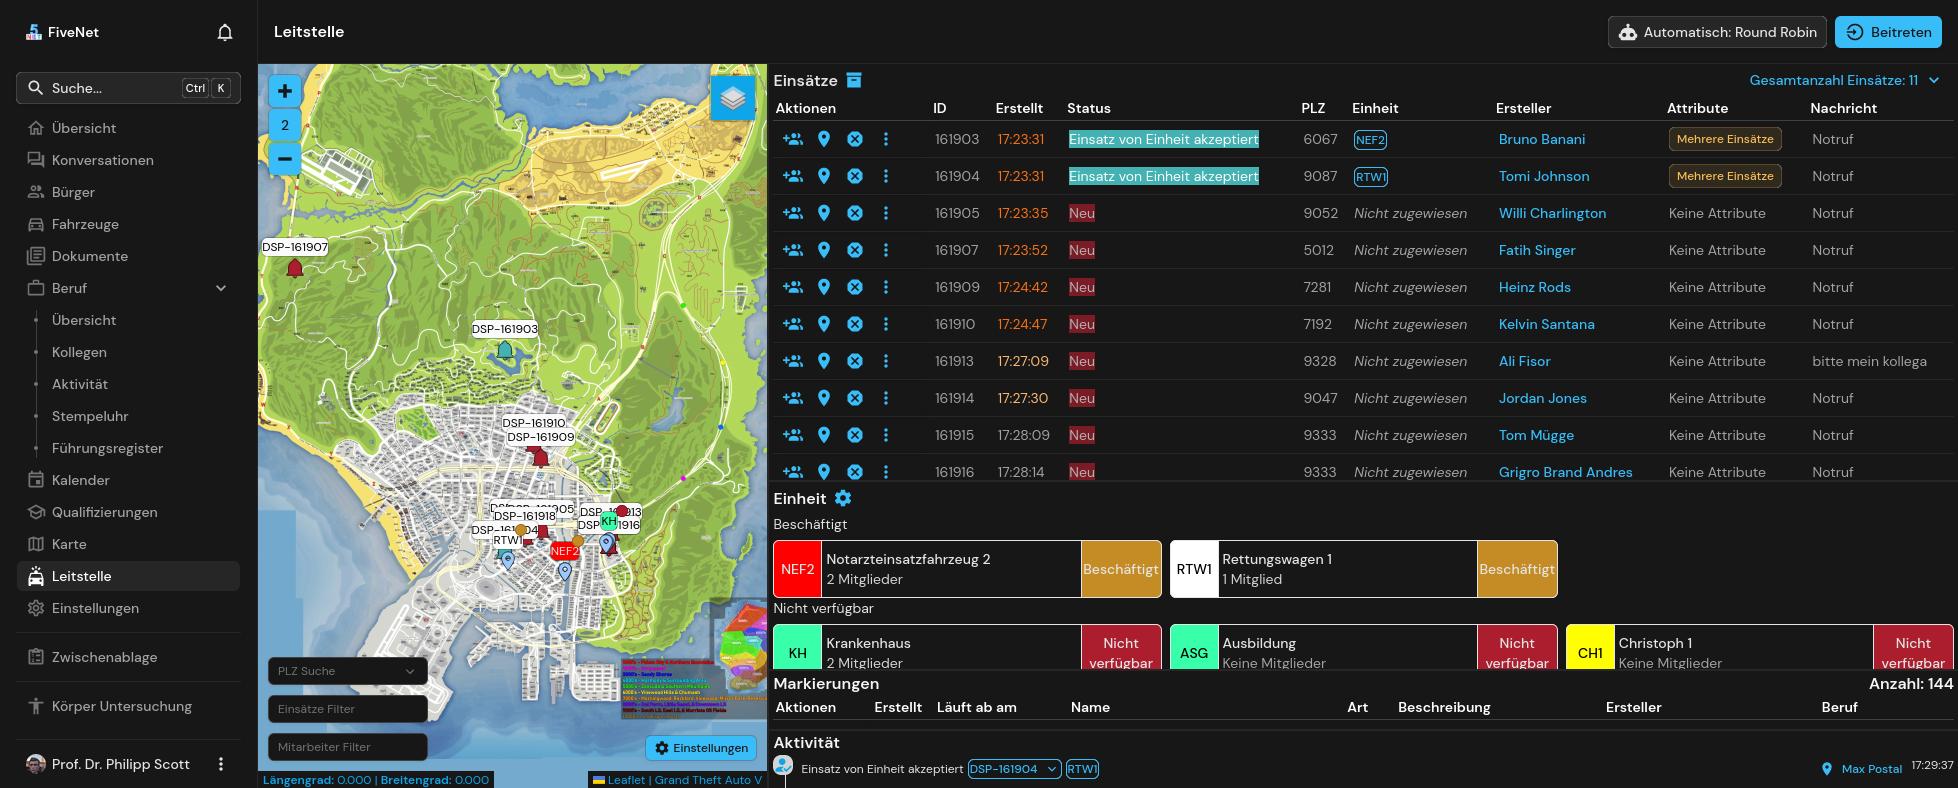 FiveNet
Suche...
Ctrl K
Übersicht
Konversationen
Bürger
Fahrzeuge
Dokumente
Beruf
Übersicht
Kollegen
Aktivität
Stempeluhr
Führungsregister
Kalender
Qualifizierungen
Karte
Leitstelle
Einstellungen
Zwischenablage
Körper Untersuchung
Prof. Dr. Philipp Scott
Leitstelle
Automatisch: Round Robin
Beitreten
+
2
−
DSP-161907
DSP-161903
DSP-161910
DSP-161909
DSP-161918
KH
RTW1
NEF2
PLZ Suche
Einsätze Filter
Mitarbeiter Filter
Einstellungen
Längengrad: 0.000 | Breitengrad: 0.000
Leaflet | Grand Theft Auto V
Einsätze
Gesamtanzahl Einsätze: 11
Aktionen ID Erstellt Status PLZ Einheit Ersteller Attribute Nachricht
161903 17:23:31 Einsatz von Einheit akzeptiert 6067 NEF2 Bruno Banani Mehrere Einsätze Notruf
161904 17:23:31 Einsatz von Einheit akzeptiert 9087 RTW1 Tomi Johnson Mehrere Einsätze Notruf
161905 17:23:35 Neu 9052 Nicht zugewiesen Willi Charlington Keine Attribute Notruf
161907 17:23:52 Neu 5012 Nicht zugewiesen Fatih Singer Keine Attribute Notruf
161909 17:24:42 Neu 7281 Nicht zugewiesen Heinz Rods Keine Attribute Notruf
161910 17:24:47 Neu 7192 Nicht zugewiesen Kelvin Santana Keine Attribute Notruf
161913 17:27:09 Neu 9328 Nicht zugewiesen Ali Fisor Keine Attribute bitte mein kollega
161914 17:27:30 Neu 9047 Nicht zugewiesen Jordan Jones Keine Attribute Notruf
161915 17:28:09 Neu 9333 Nicht zugewiesen Tom Mügge Keine Attribute Notruf
161916 17:28:14 Neu 9333 Nicht zugewiesen Grigro Brand Andres Keine Attribute Notruf
Einheit
Beschäftigt
NEF2 Notarzteinsatzfahrzeug 2 2 Mitglieder Beschäftigt
RTW1 Rettungswagen 1 1 Mitglied Beschäftigt
Nicht verfügbar
KH Krankenhaus 2 Mitglieder Nicht verfügbar
ASG Ausbildung Keine Mitglieder Nicht verfügbar
CH1 Christoph 1 Keine Mitglieder Nicht verfügbar
Markierungen
Anzahl: 144
Aktionen Erstellt Läuft ab am Name Art Beschreibung Ersteller Beruf
Aktivität
Einsatz von Einheit akzeptiert DSP-161904 RTW1
Max Postal 17:29:37